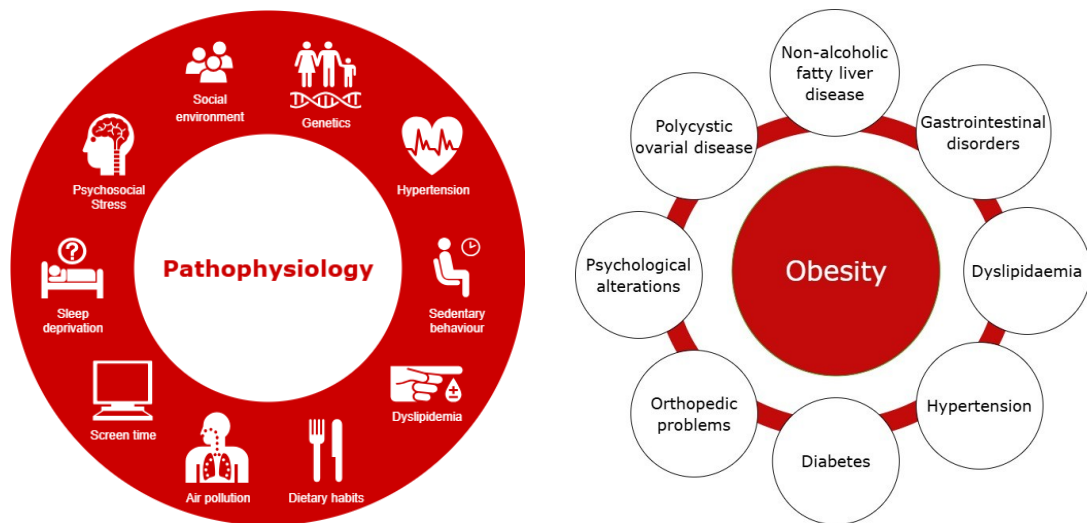 Social
environment
Genetics
Hypertension
Sedentary
behaviour
Dyslipidemia
Dietary habits
Air pollution
Screen time
Sleep
deprivation
?
Psychosocial
Stress
Pathophysiology
Non-alcoholic
fatty liver
disease
Gastrointestinal
disorders
Dyslipidaemia
Hypertension
Diabetes
Orthopedic
problems
Psychological
alterations
Polycystic
ovarial disease
Obesity